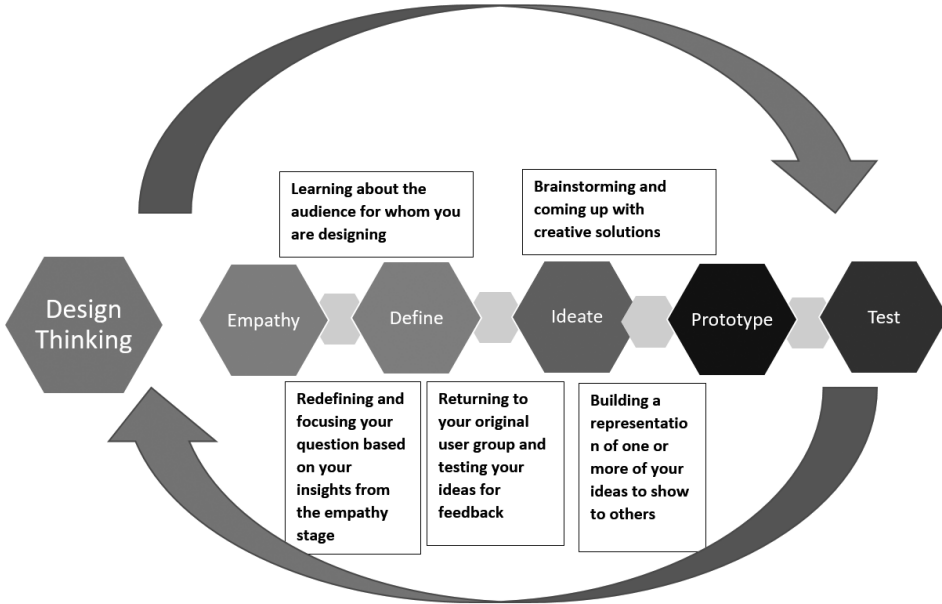 Learning about the
audience for whom you
are designing
Brainstorming and
coming up with
creative solutions
Design
Thinking
Empathy
Define
Ideate
Prototype
Test
Redefining and
focusing your
question based
on your
insights from
the empathy
stage
Returning to
your original
user group and
testing your
ideas for
feedback
Building a
representatio
n of one or
more of your
ideas to show
to others